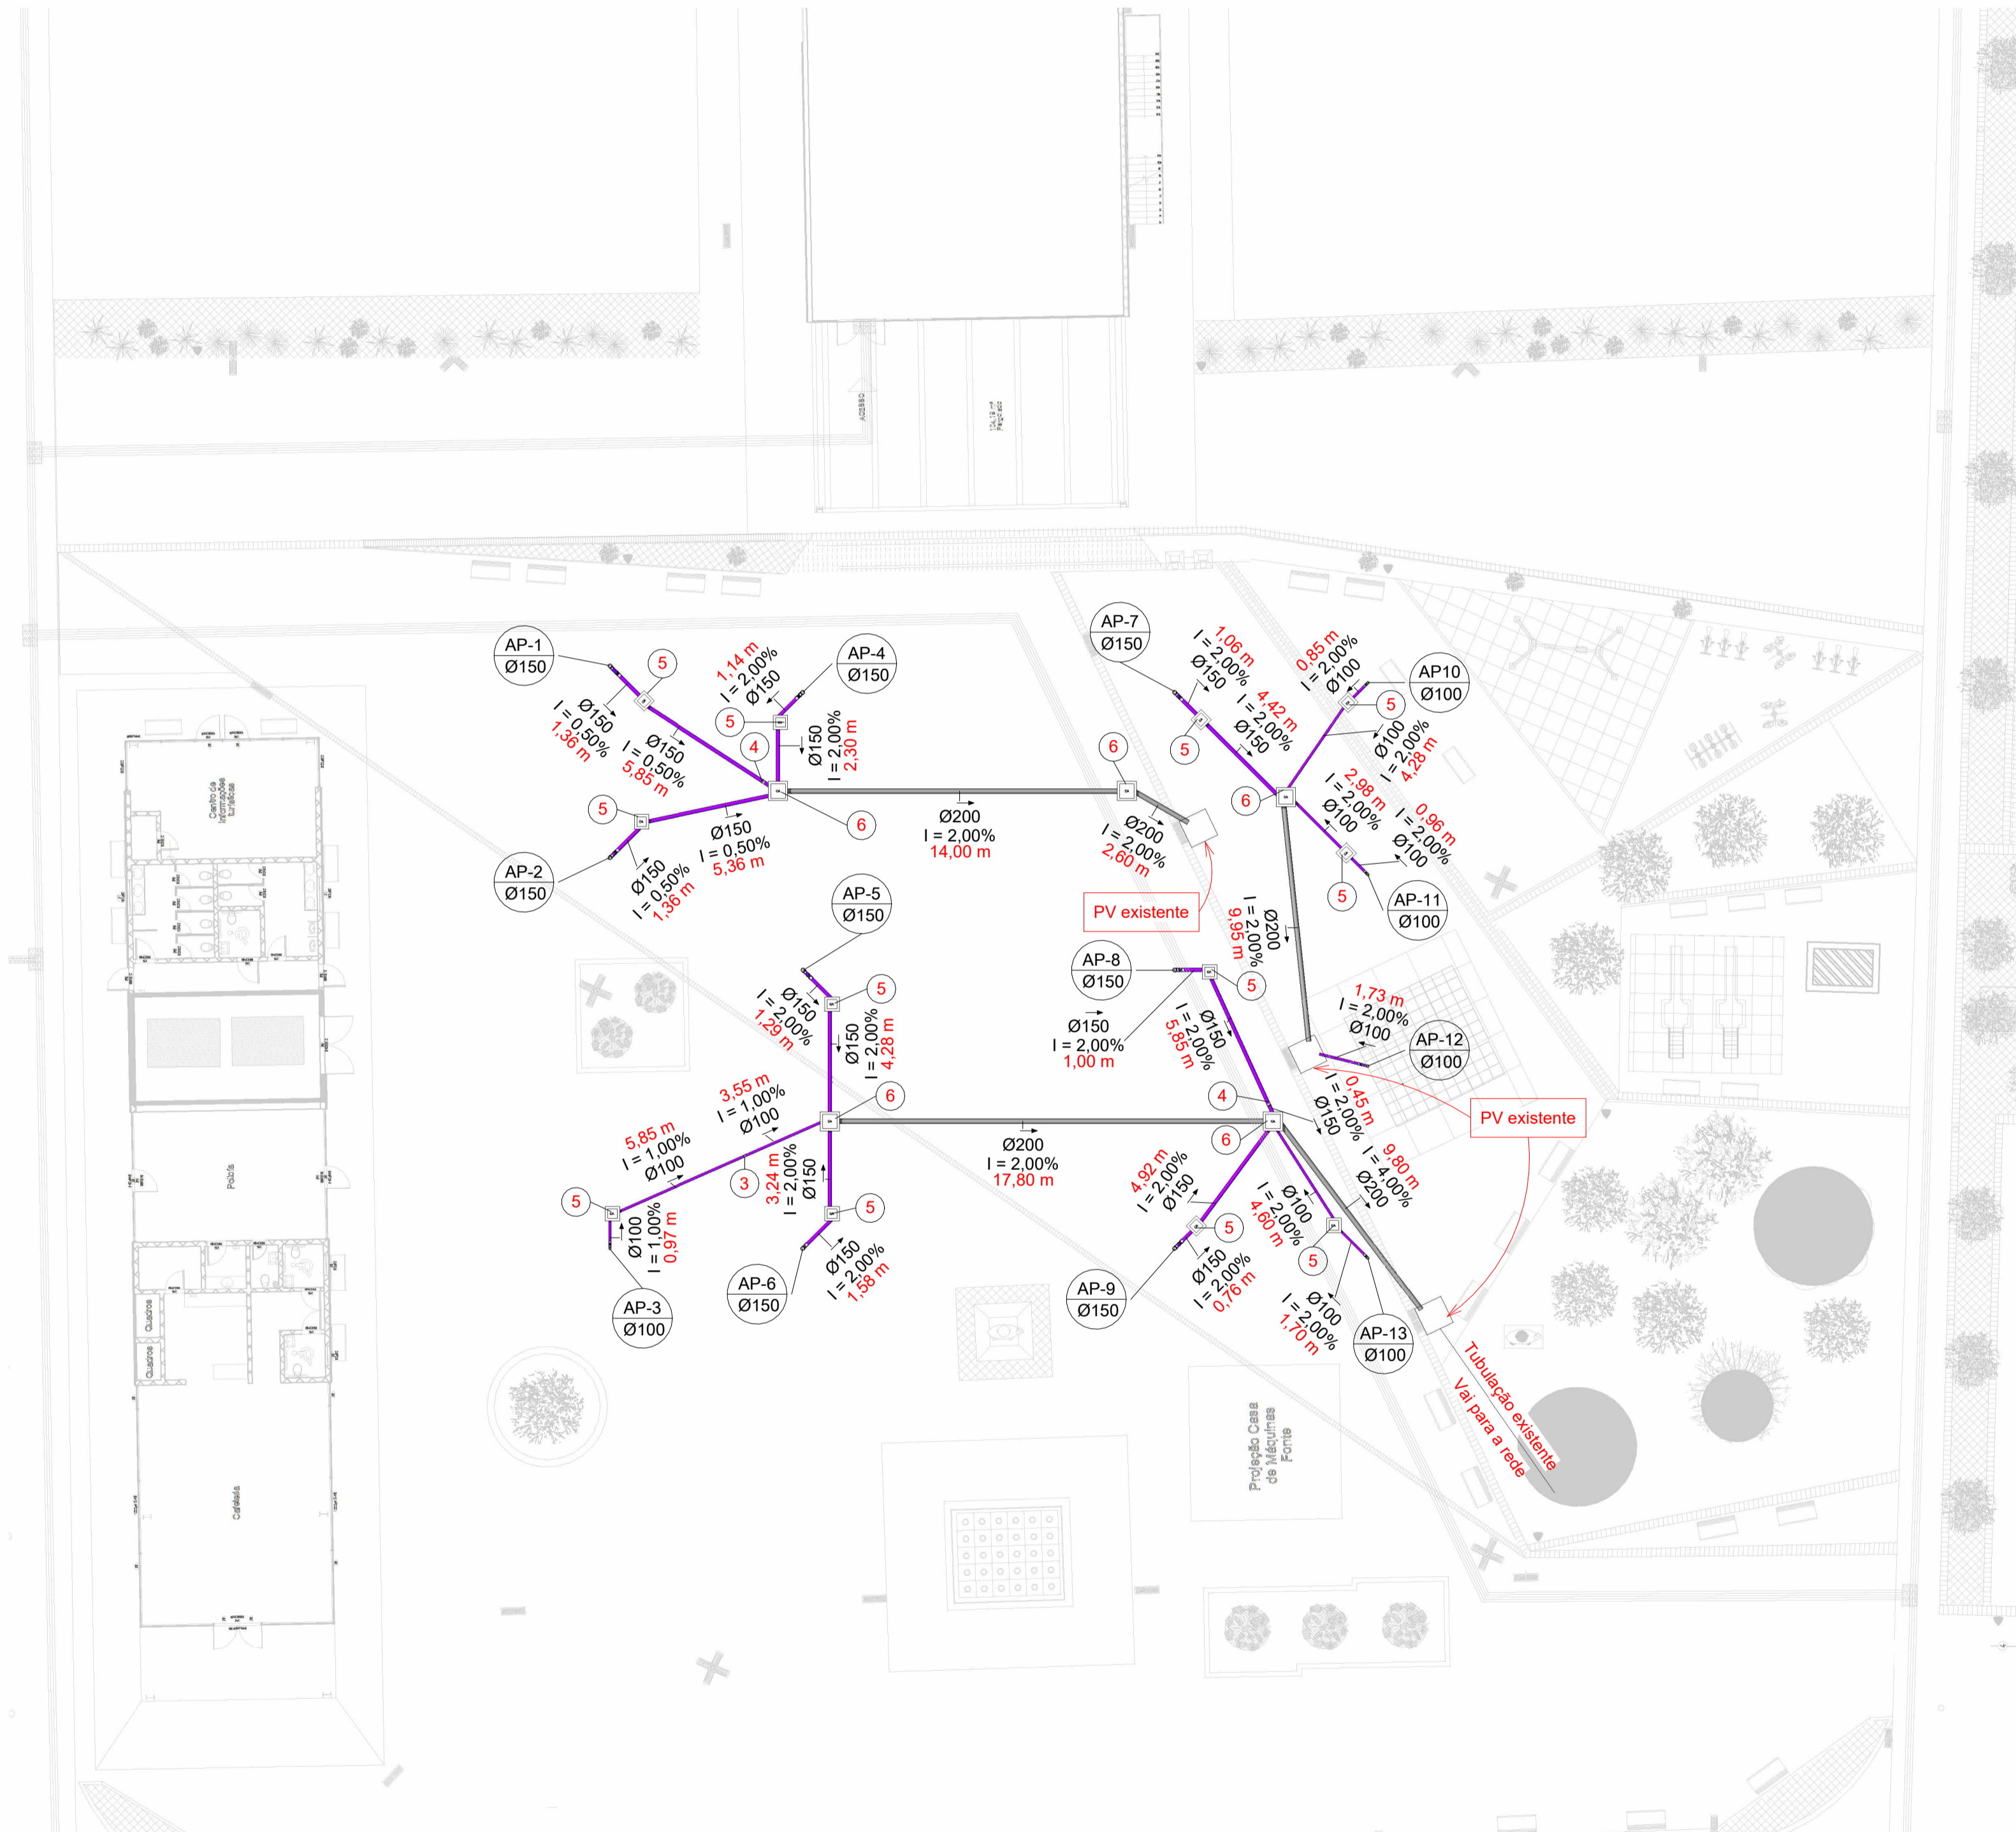 ACESSO
104,16 m²
Pergolado
AP-1
Ø150
5
Ø150
I = 0,50%
1,36 m
Ø150
I = 0,50%
5,85 m
4
1,14 m
I = 2,00%
Ø150
AP-4
Ø150
5
Ø150
I = 2,00%
2,30 m
6
5
AP-2
Ø150
Ø150
I = 0,50%
1,36 m
Ø150
I = 0,50%
5,36 m
Ø200
I = 2,00%
14,00 m
6
Ø200
I = 2,00%
2,60 m
PV existente
AP-7
Ø150
1,06 m
I = 2,00%
Ø150
5
4,42 m
I = 2,00%
Ø150
0,85 m
I = 2,00%
Ø100
AP10
Ø100
5
Ø100
I = 2,00%
4,28 m
6
2,98 m
I = 2,00%
Ø100
0,96 m
I = 2,00%
Ø100
5
AP-11
Ø100
Ø200
I = 2,00%
9,95 m
AP-5
Ø150
5
Ø150
I = 2,00%
1,29 m
Ø150
I = 2,00%
4,28 m
6
AP-8
Ø150
5
Ø150
I = 2,00%
1,00 m
Ø150
I = 2,00%
5,85 m
1,73 m
I = 2,00%
Ø100
AP-12
Ø100
4
0,45 m
I = 2,00%
Ø150
PV existente
3,55 m
I = 1,00%
Ø100
5,85 m
I = 1,00%
Ø100
3
5
Ø100
I = 1,00%
0,97 m
AP-3
Ø100
3,24 m
I = 2,00%
Ø150
5
Ø150
I = 2,00%
1,58 m
AP-6
Ø150
Ø200
I = 2,00%
17,80 m
6
4,92 m
I = 2,00%
Ø150
5
Ø150
I = 2,00%
0,76 m
AP-9
Ø150
Ø100
I = 2,00%
4,60 m
9,80 m
I = 4,00%
Ø200
5
Ø100
I = 2,00%
1,70 m
AP-13
Ø100
Tubulação existente
Vai para a rede
Centro de
Informações
Turísticas
Quadros
Quadros
Cafeteria
Projeção Casa
de Máquinas
Fonte